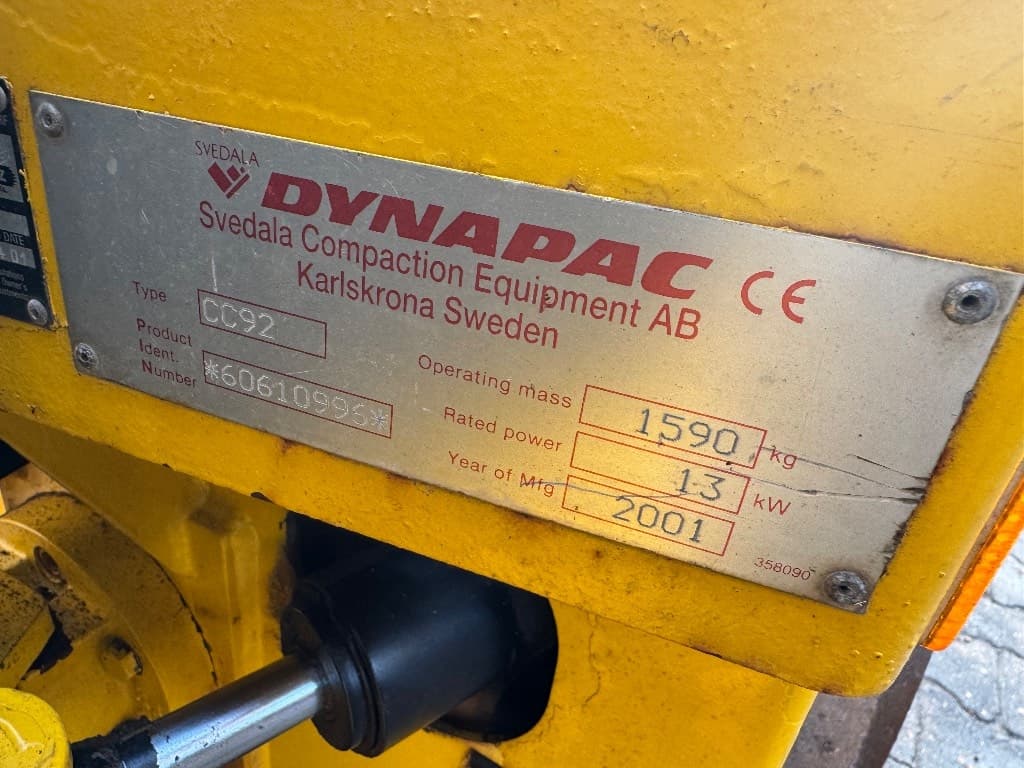 SVEDALA
DYNAPAC
Svedala Compaction Equipment AB
Karlskrona Sweden
CE
Type CC92
Product
Ident.
Number *60610996*
Operating mass 1590 kg
Rated power 13 kW
Year of Mfg 2001
358090
DATE